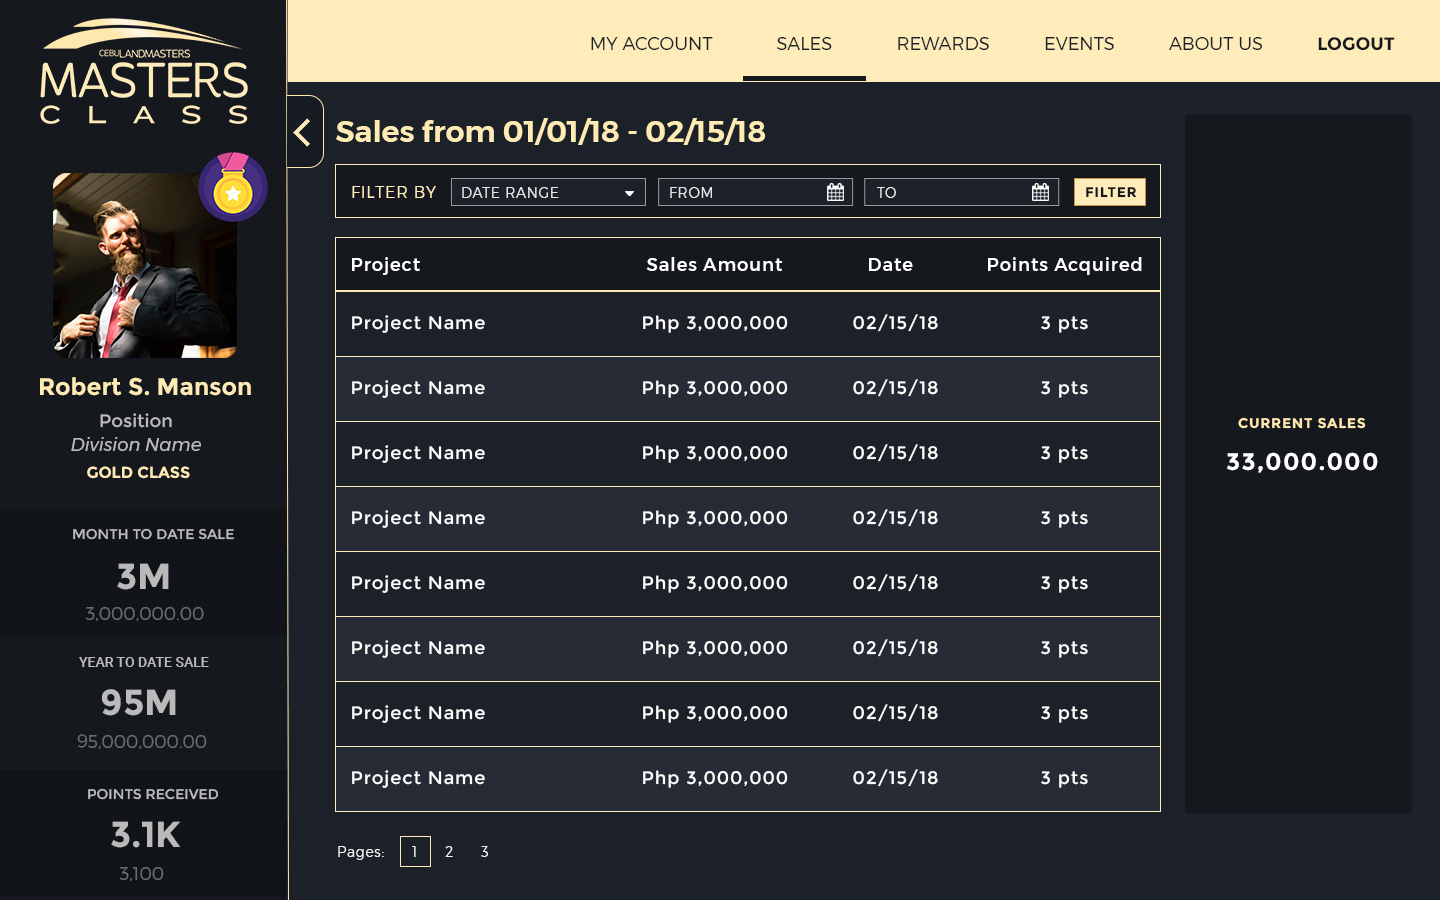 CEBULANDMASTERS
MASTERS
CLASS
MY ACCOUNT SALES REWARDS EVENTS ABOUT US LOGOUT
Robert S. Manson
Position
Division Name
GOLD CLASS
MONTH TO DATE SALE
3M
3,000,000.00
YEAR TO DATE SALE
95M
95,000,000.00
POINTS RECEIVED
3.1K
3,100
Sales from 01/01/18 - 02/15/18
FILTER BY DATE RANGE FROM TO FILTER
Project Sales Amount Date Points Acquired
Project Name Php 3,000,000 02/15/18 3 pts
Project Name Php 3,000,000 02/15/18 3 pts
Project Name Php 3,000,000 02/15/18 3 pts
Project Name Php 3,000,000 02/15/18 3 pts
Project Name Php 3,000,000 02/15/18 3 pts
Project Name Php 3,000,000 02/15/18 3 pts
Project Name Php 3,000,000 02/15/18 3 pts
Project Name Php 3,000,000 02/15/18 3 pts
Pages: 1 2 3
CURRENT SALES
33,000.000